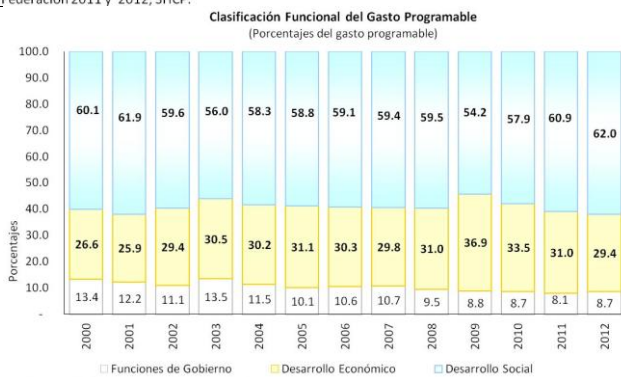 Federación 2011 y 2012, SHCP.
Clasificación Funcional del Gasto Programable
(Porcentajes del gasto programable)
Porcentajes
100.0
90.0
80.0
70.0
60.0
50.0
40.0
30.0
20.0
10.0
-
60.1 61.9 59.6 56.0 58.3 58.8 59.1 59.4 59.5 54.2 57.9 60.9 62.0
26.6 25.9 29.4 30.5 30.2 31.1 30.3 29.8 31.0 36.9 33.5 31.0 29.4
13.4 12.2 11.1 13.5 11.5 10.1 10.6 10.7 9.5 8.8 8.7 8.1 8.7
2000 2001 2002 2003 2004 2005 2006 2007 2008 2009 2010 2011 2012
Funciones de Gobierno Desarrollo Económico Desarrollo Social